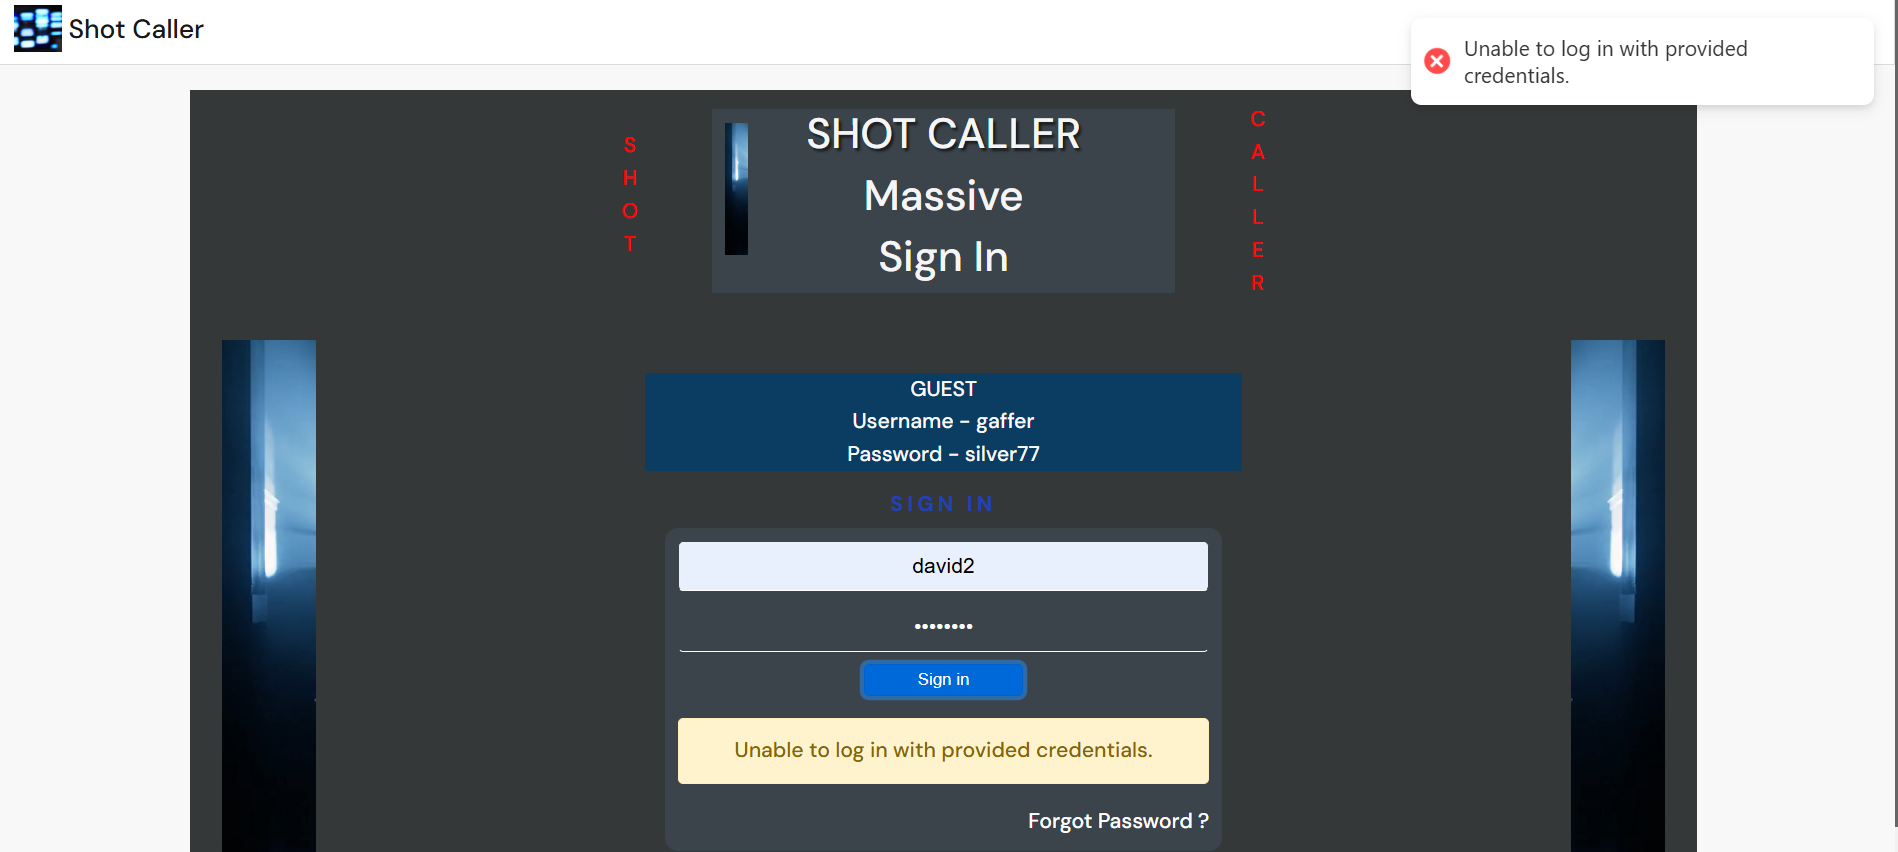 Shot Caller
Unable to log in with provided
credentials.
S
H
O
T
SHOT CALLER
Massive
Sign In
C
A
L
L
E
R
GUEST
Username - gaffer
Password - silver77
SIGN IN
david2
••••••••
Sign in
Unable to log in with provided credentials.
Forgot Password ?